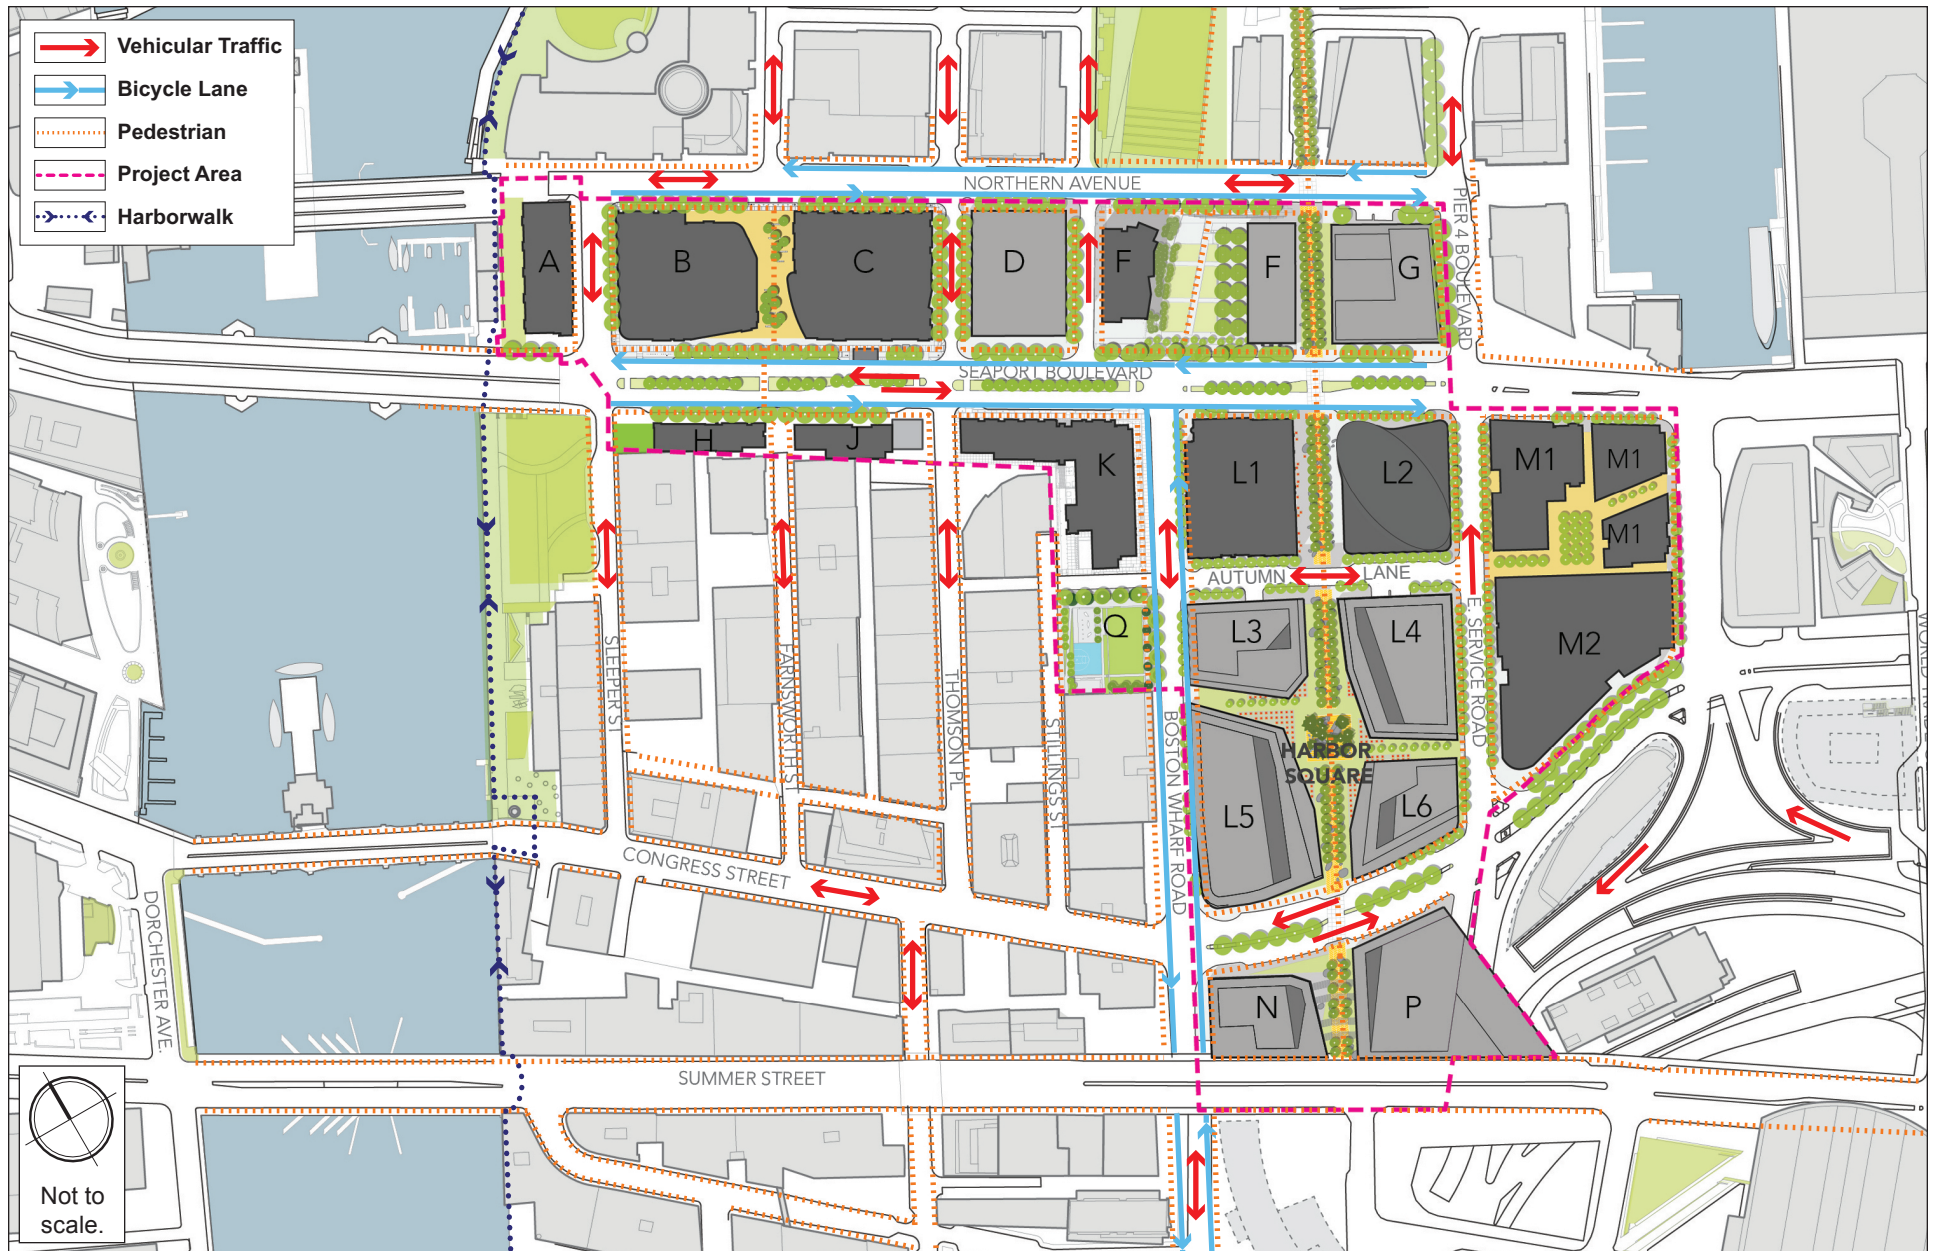 Vehicular Traffic
Bicycle Lane
Pedestrian
Project Area
Harborwalk
NORTHERN AVENUE
PIER 4 BOULEVARD
A
B
C
D
F
F
G
SEAPORT BOULEVARD
H
J
K
L1
L2
M1
M1
M1
AUTUMN LANE
Q
L3
L4
M2
E. SERVICE ROAD
SLEEPER ST
FARNSWORTH ST
THOMSON PL
STILLINGS ST
BOSTON WHARF ROAD
HARBOR
SQUARE
L5
L6
CONGRESS STREET
DORCHESTER AVE.
N
P
SUMMER STREET
Not to
scale.